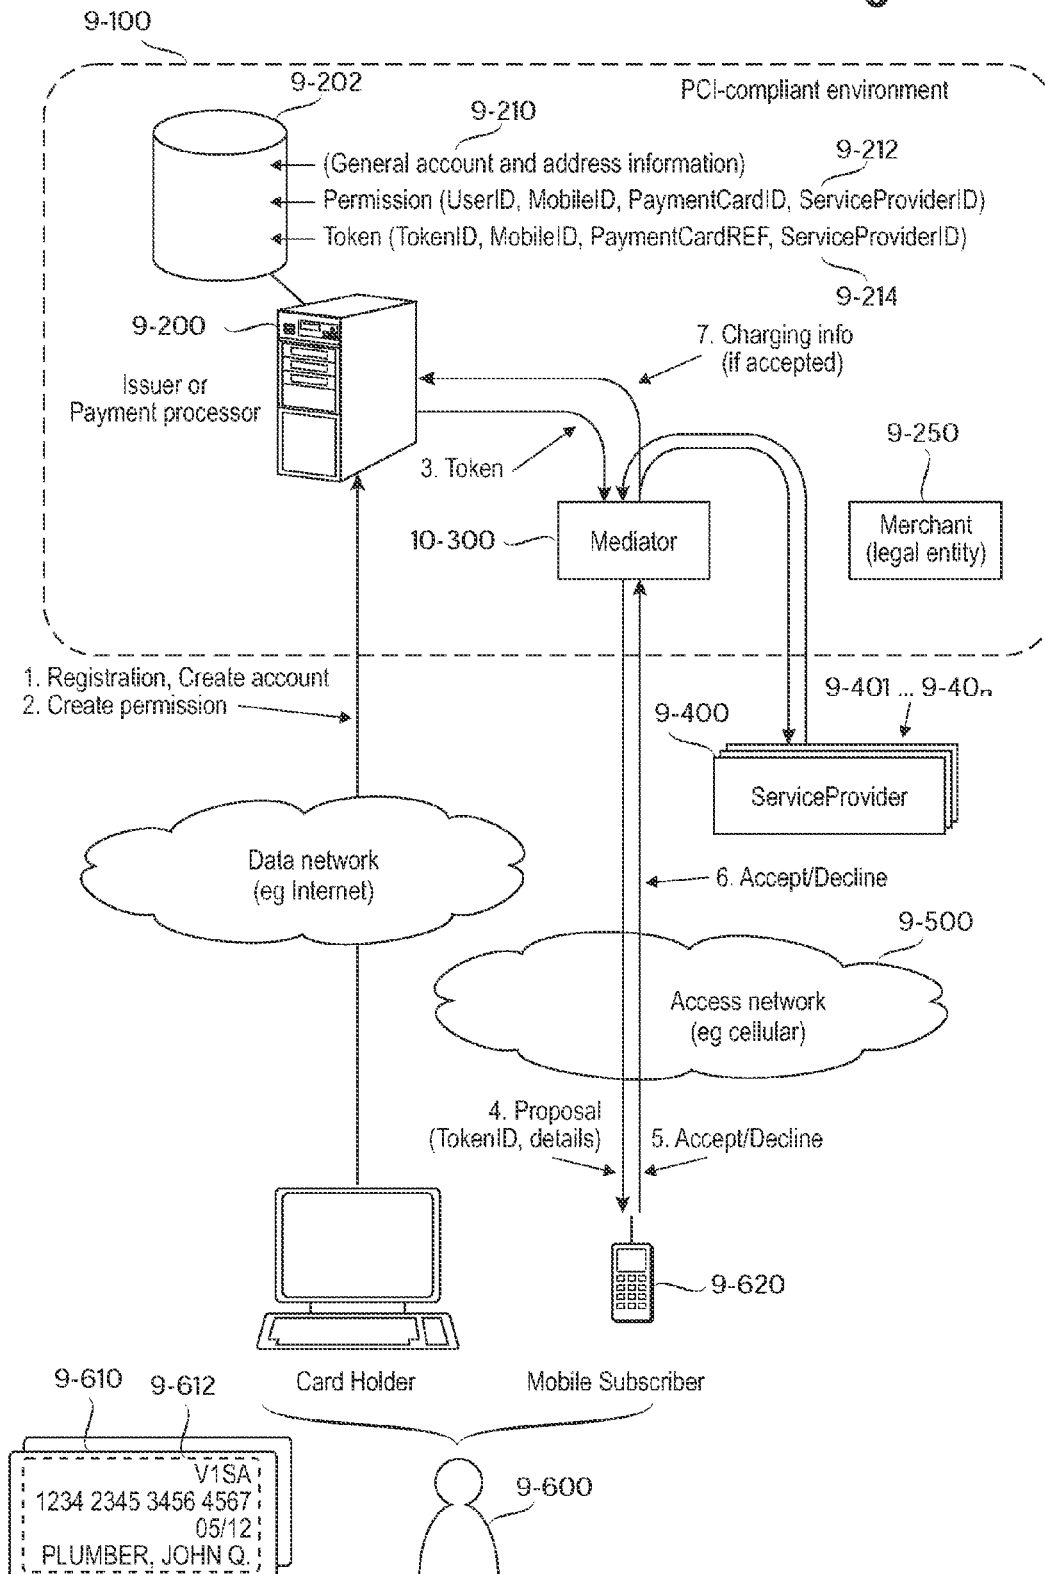 9-100
9-202
PCI-compliant environment
9-210
(General account and address information)
9-212
Permission (UserID, MobileID, PaymentCardID, ServiceProviderID)
Token (TokenID, MobileID, PaymentCardREF, ServiceProviderID)
9-214
9-200
7. Charging info
(if accepted)
Issuer or
Payment processor
3. Token
9-250
10-300
Mediator
Merchant
(legal entity)
1. Registration, Create account
2. Create permission
9-401 ... 9-40n
9-400
ServiceProvider
Data network
(eg Internet)
6. Accept/Decline
9-500
Access network
(eg cellular)
4. Proposal
(TokenID, details)
5. Accept/Decline
9-620
Card Holder
Mobile Subscriber
9-610
9-612
V1SA
1234 2345 3456 4567
05/12
PLUMBER, JOHN Q.
9-600